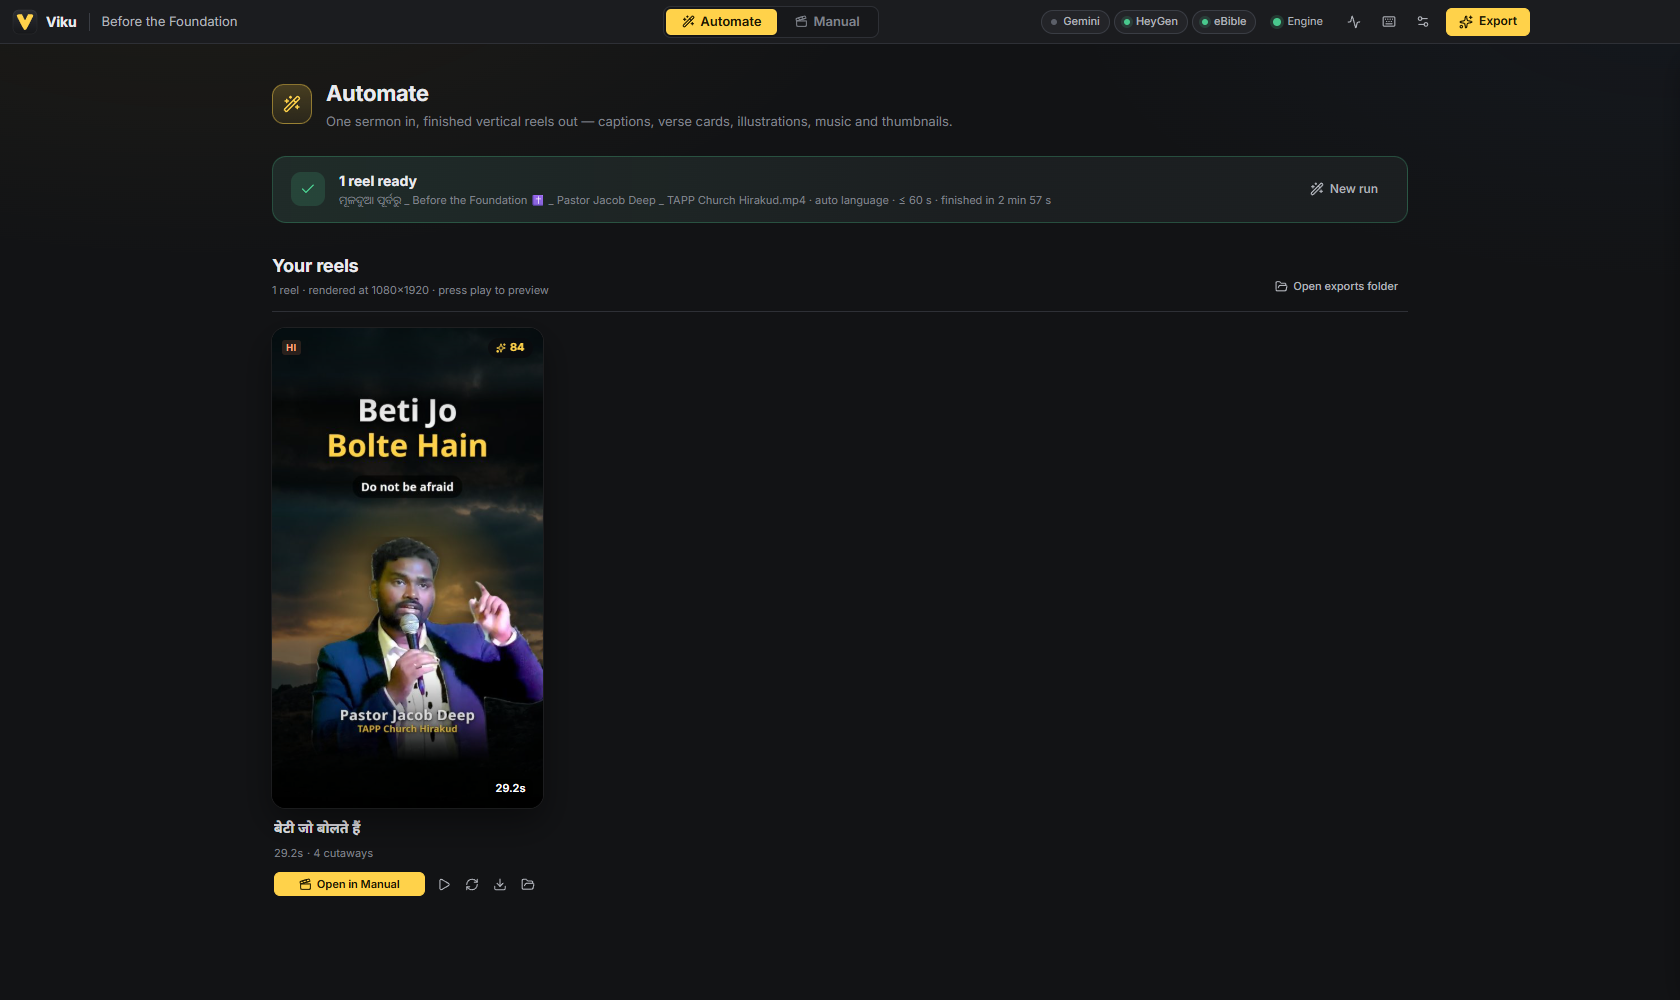 Viku
Before the Foundation
Automate
Manual
Gemini
HeyGen
eBible
Engine
Export
Automate
One sermon in, finished vertical reels out — captions, verse cards, illustrations, music and thumbnails.
1 reel ready
ମୂଳଦୁଆ ପୂର୍ବରୁ _ Before the Foundation ✝️ _ Pastor Jacob Deep _ TAPP Church Hirakud.mp4 · auto language · ≤ 60 s · finished in 2 min 57 s
New run
Your reels
1 reel · rendered at 1080×1920 · press play to preview
Open exports folder
HI
84
Beti Jo
Bolte Hain
Do not be afraid
Pastor Jacob Deep
TAPP Church Hirakud
29.2s
बेटी जो बोलते हैं
29.2s · 4 cutaways
Open in Manual